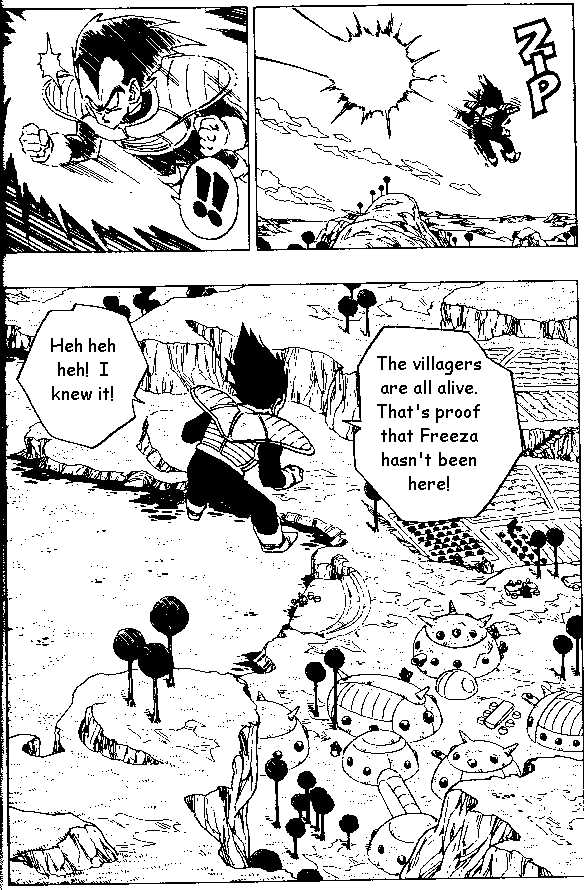 !!
ZIP
Heh heh
heh! I
knew it!
The villagers
are all alive.
That's proof
that Freeza
hasn't been
here!